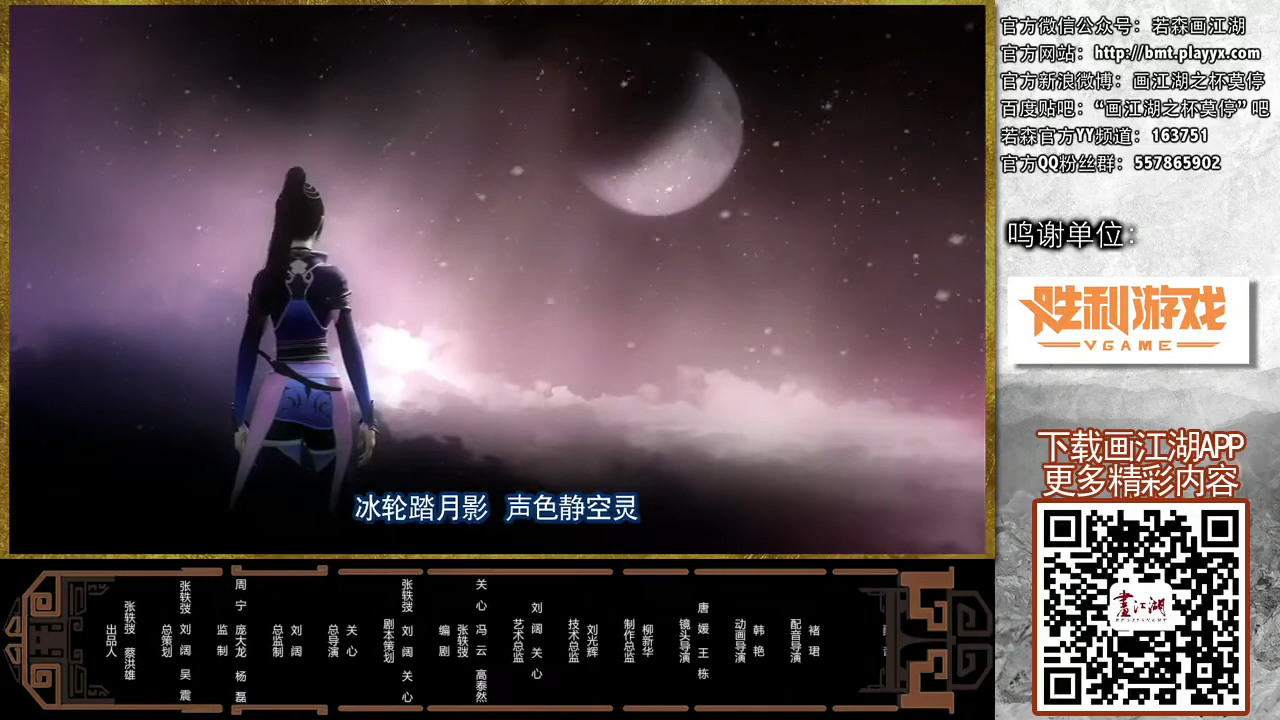 官方微信公众号：若森画江湖
官方网站：http://bmt.playyx.com
官方新浪微博：画江湖之杯莫停
百度贴吧：“画江湖之杯莫停”吧
若森官方YY频道：163751
官方QQ粉丝群：557865902
鸣谢单位：
胜利游戏
VGAME
下载画江湖APP
更多精彩内容
畫江湖
冰轮踏月影 声色静空灵
出品人
张轶弢 蔡洪雄
总策划
张轶弢 刘阔 吴震
监制
周宁 庞大龙 杨磊
总监制
刘阔
总导演
关心
剧本策划
张轶弢 刘阔 关心
编剧
张轶弢
关心 冯云 高泰然
艺术总监
刘阔 关心
技术总监
刘志辉
制作总监
柳新华
镜头导演
唐媛 王栋
动画导演
韩艳
配音导演
褚珺